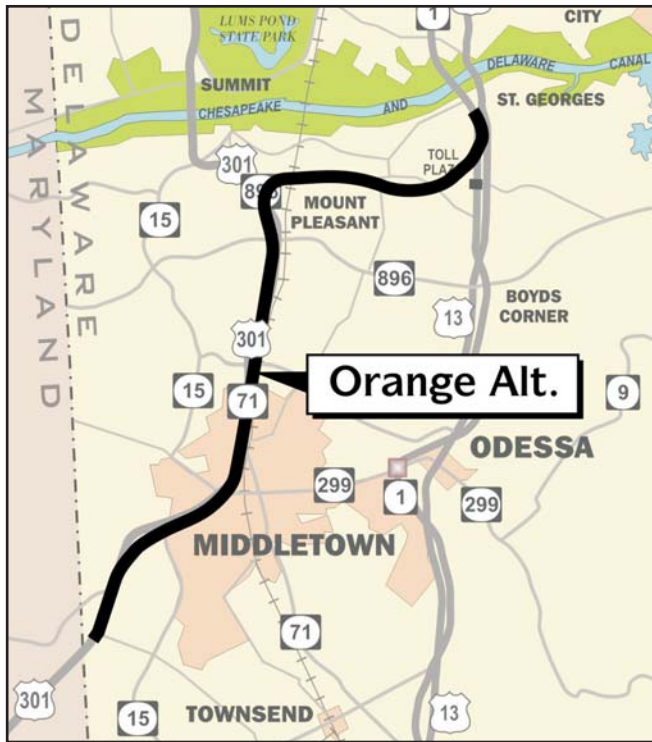 LUMS POND
STATE PARK
1
CITY
DELAWARE
MARYLAND
SUMMIT
CHESAPEAKE
AND
DELAWARE
CANAL
ST. GEORGES
301
896
TOLL
PLAZ
15
MOUNT
PLEASANT
896
BOYDS
CORNER
13
301
Orange Alt.
15
71
9
ODESSA
299
1
299
MIDDLETOWN
71
301
15
TOWNSEND
13